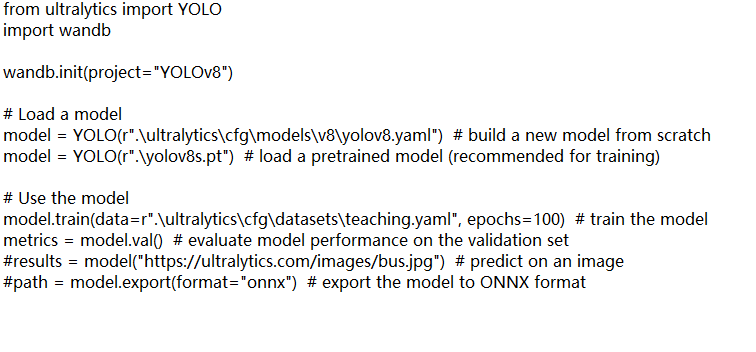 from ultralytics import YOLO
import wandb
wandb.init(project="YOLOv8")
# Load a model
model = YOLO(r".\ultralytics\cfg\models\v8\yolov8.yaml")  # build a new model from scratch
model = YOLO(r".\yolov8s.pt")  # load a pretrained model (recommended for training)
# Use the model
model.train(data=r".\ultralytics\cfg\datasets\teaching.yaml", epochs=100)  # train the model
metrics = model.val()  # evaluate model performance on the validation set
#results = model("https://ultralytics.com/images/bus.jpg")  # predict on an image
#path = model.export(format="onnx")  # export the model to ONNX format